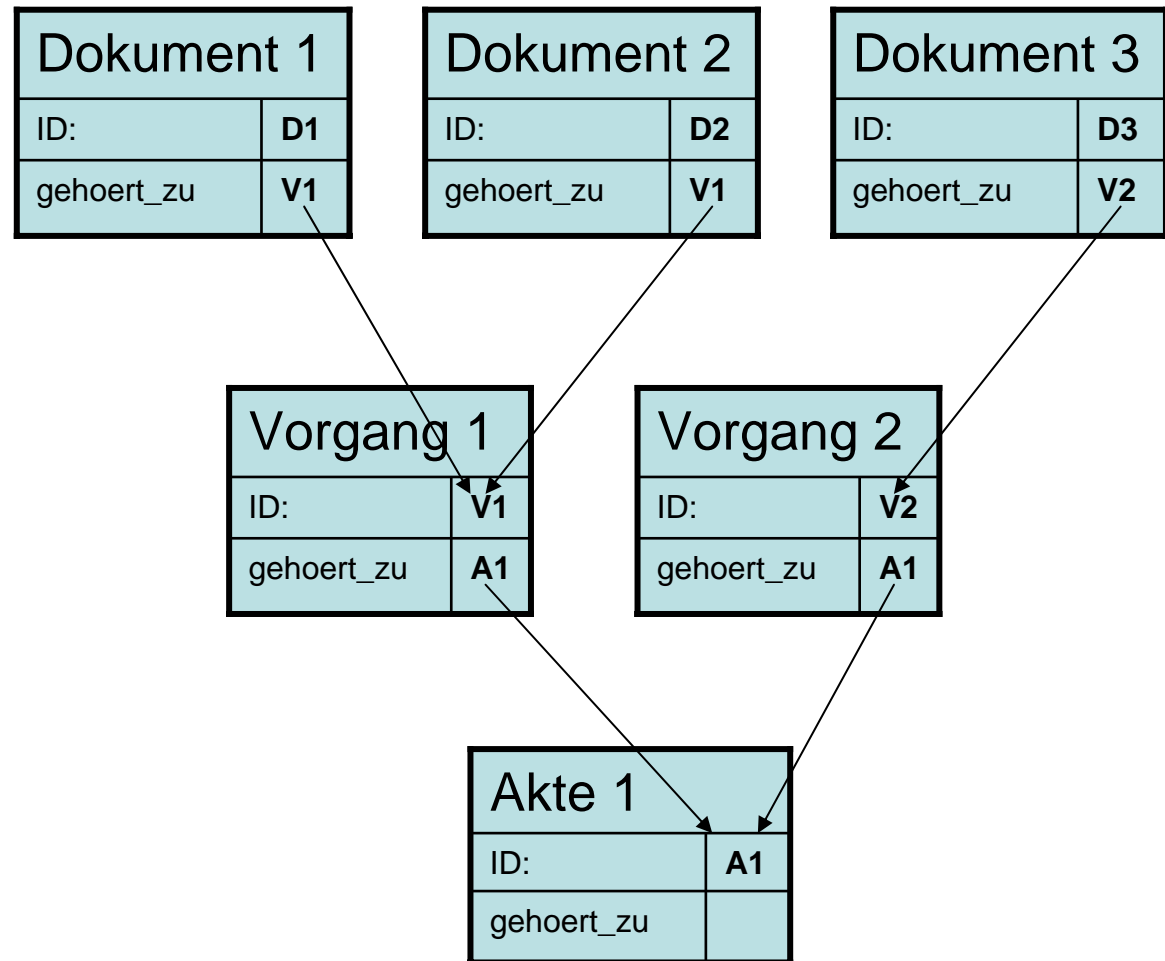 Dokument 1
ID: D1
gehoert_zu V1
Dokument 2
ID: D2
gehoert_zu V1
Dokument 3
ID: D3
gehoert_zu V2
Vorgang 1
ID: V1
gehoert_zu A1
Vorgang 2
ID: V2
gehoert_zu A1
Akte 1
ID: A1
gehoert_zu